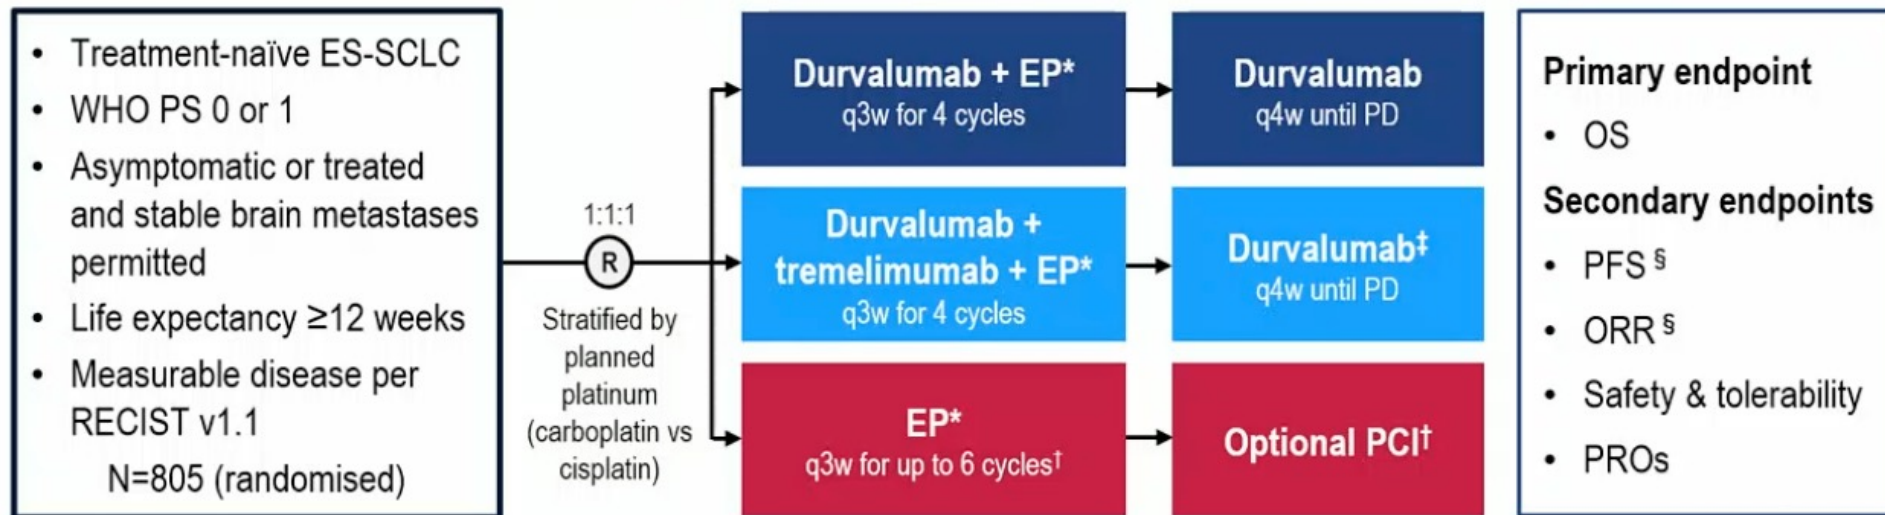 • Treatment-naïve ES-SCLC
• WHO PS 0 or 1
• Asymptomatic or treated
and stable brain metastases
permitted
• Life expectancy ≥12 weeks
• Measurable disease per
RECIST v1.1
N=805 (randomised)
1:1:1
R
Stratified by
planned
platinum
(carboplatin vs
cisplatin)
Durvalumab + EP*
q3w for 4 cycles
Durvalumab
q4w until PD
Durvalumab +
tremelimumab + EP*
q3w for 4 cycles
Durvalumab‡
q4w until PD
EP*
q3w for up to 6 cycles†
Optional PCI†
Primary endpoint
• OS
Secondary endpoints
• PFS §
• ORR §
• Safety & tolerability
• PROs